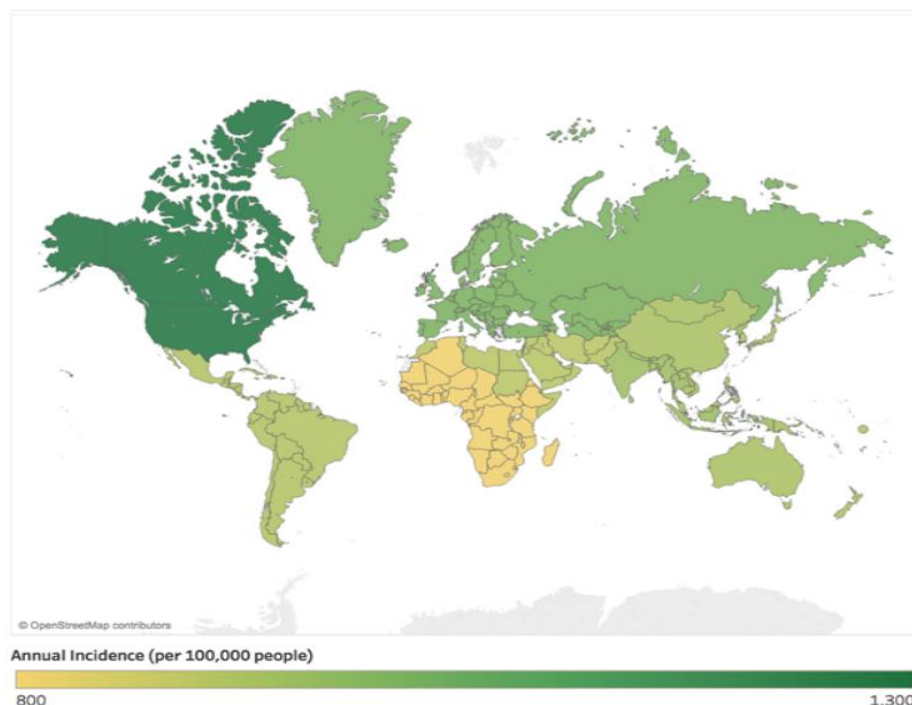 © OpenStreetMap contributors
Annual Incidence (per 100,000 people)
800 1,300